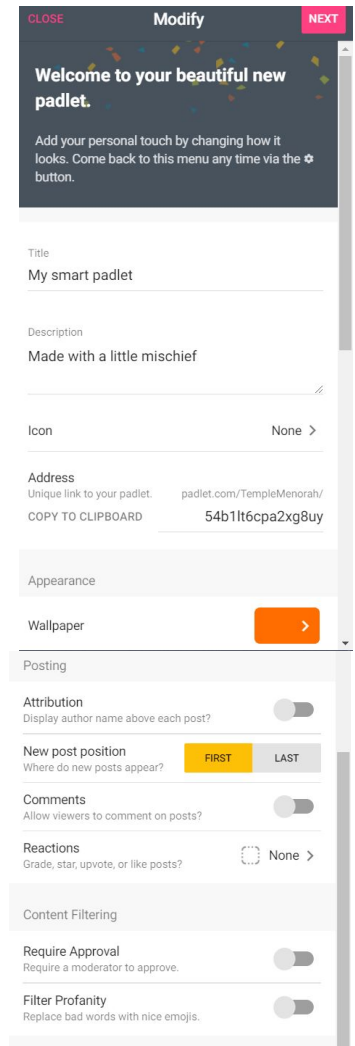 CLOSE Modify NEXT
Welcome to your beautiful new
padlet.
Add your personal touch by changing how it
looks. Come back to this menu any time via the
button.
Title
My smart padlet
Description
Made with a little mischief
Icon None
Address
Unique link to your padlet. padlet.com/TempleMenorah/
COPY TO CLIPBOARD 54b1lt6cpa2xg8uy
Appearance
Wallpaper
Posting
Attribution
Display author name above each post?
New post position FIRST LAST
Where do new posts appear?
Comments
Allow viewers to comment on posts?
Reactions None
Grade, star, upvote, or like posts?
Content Filtering
Require Approval
Require a moderator to approve.
Filter Profanity
Replace bad words with nice emojis.